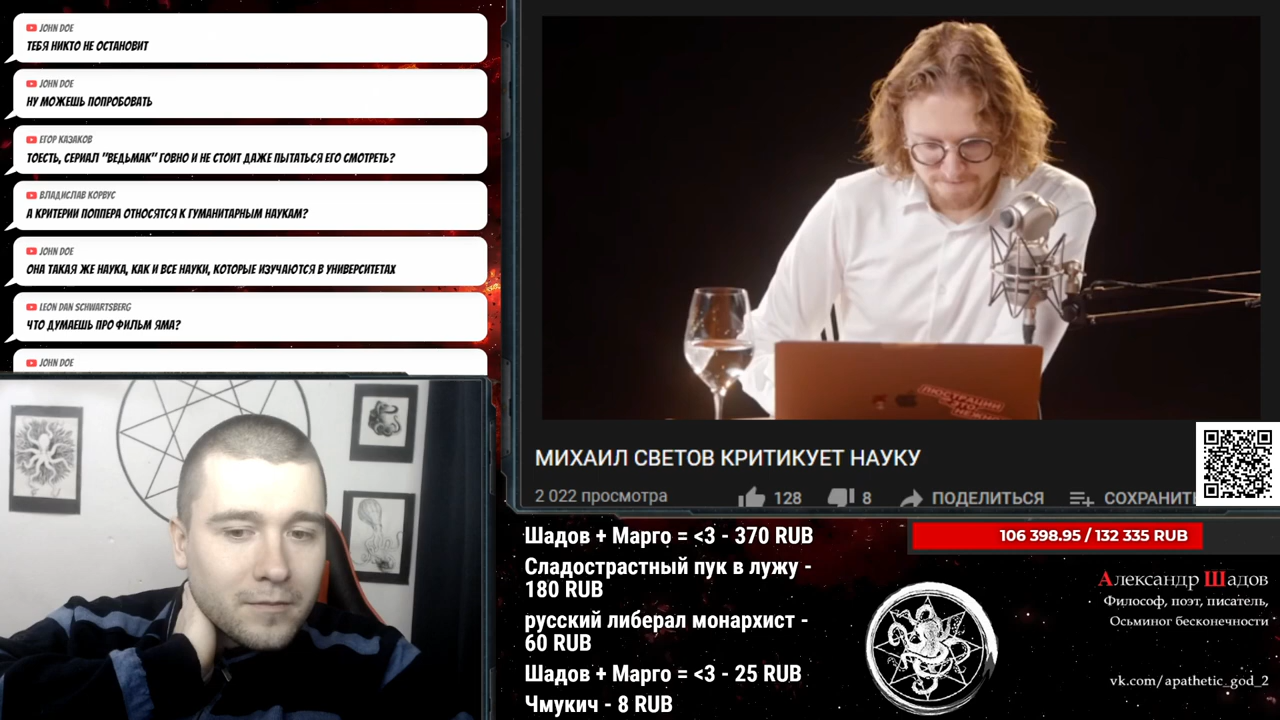 JOHN DOE
ТЕБЯ НИКТО НЕ ОСТАНОВИТ
JOHN DOE
НУ МОЖЕШЬ ПОПРОБОВАТЬ
ЕГОР КАЗАКОВ
ТОЕСТЬ, СЕРИАЛ "ВЕДЬМАК" ГОВНО И НЕ СТОИТ ДАЖЕ ПЫТАТЬСЯ ЕГО СМОТРЕТЬ?
ВЛАДИСЛАВ КОРВУС
А КРИТЕРИИ ПОППЕРА ОТНОСЯТСЯ К ГУМАНИТАРНЫМ НАУКАМ?
JOHN DOE
ОНА ТАКАЯ ЖЕ НАУКА, КАК И ВСЕ НАУКИ, КОТОРЫЕ ИЗУЧАЮТСЯ В УНИВЕРСИТЕТАХ
LEON DAN SCHWARTSBERG
ЧТО ДУМАЕШЬ ПРО ФИЛЬМ ЯМА?
JOHN DOE
МИХАИЛ СВЕТОВ КРИТИКУЕТ НАУКУ
2 022 просмотра
128
8
ПОДЕЛИТЬСЯ
СОХРАНИТЬ
Шадов + Марго = <3 - 370 RUB
Сладострастный пук в лужу -
180 RUB
русский либерал монархист -
60 RUB
Шадов + Марго = <3 - 25 RUB
Чмукич - 8 RUB
106 398.95 / 132 335 RUB
Александр Шадов
Философ, поэт, писатель,
Осьминог бесконечности
vk.com/apathetic_god_2